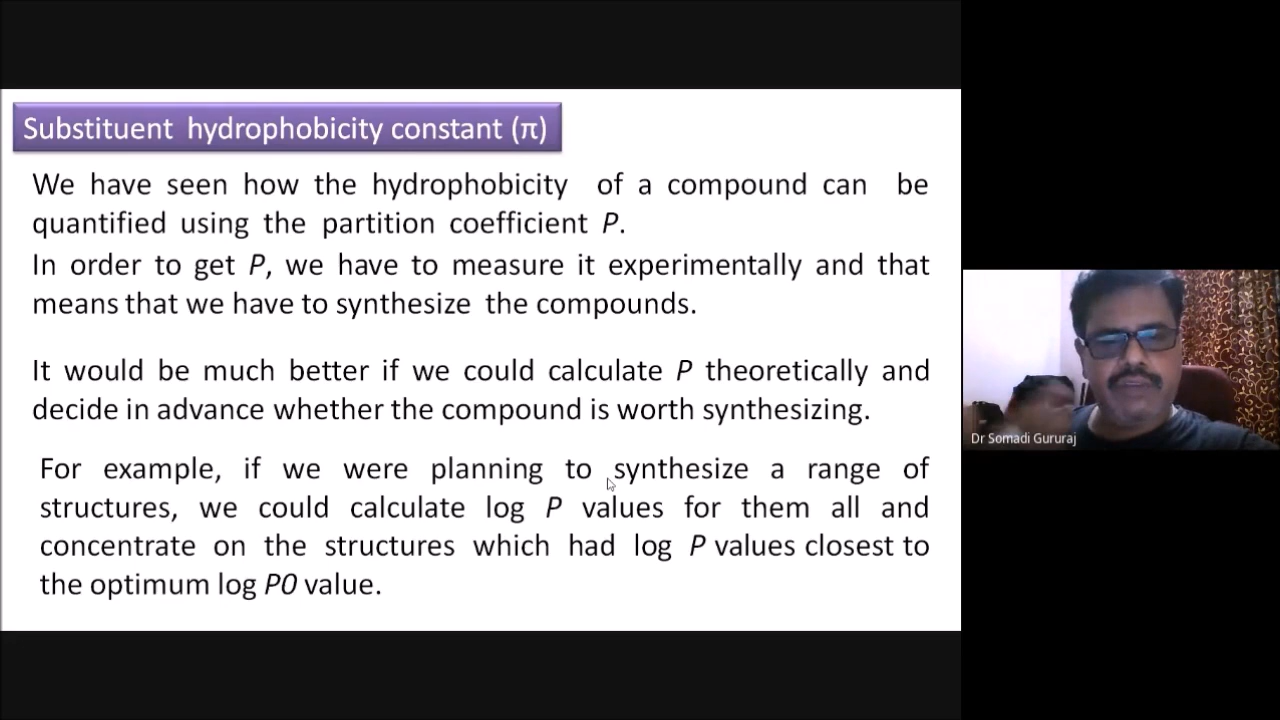 Substituent hydrophobicity constant (π)
We have seen how the hydrophobicity of a compound can be
quantified using the partition coefficient P.
In order to get P, we have to measure it experimentally and that
means that we have to synthesize the compounds.
It would be much better if we could calculate P theoretically and
decide in advance whether the compound is worth synthesizing.
For example, if we were planning to synthesize a range of
structures, we could calculate log P values for them all and
concentrate on the structures which had log P values closest to
the optimum log P0 value.
Dr Somadi Gururaj